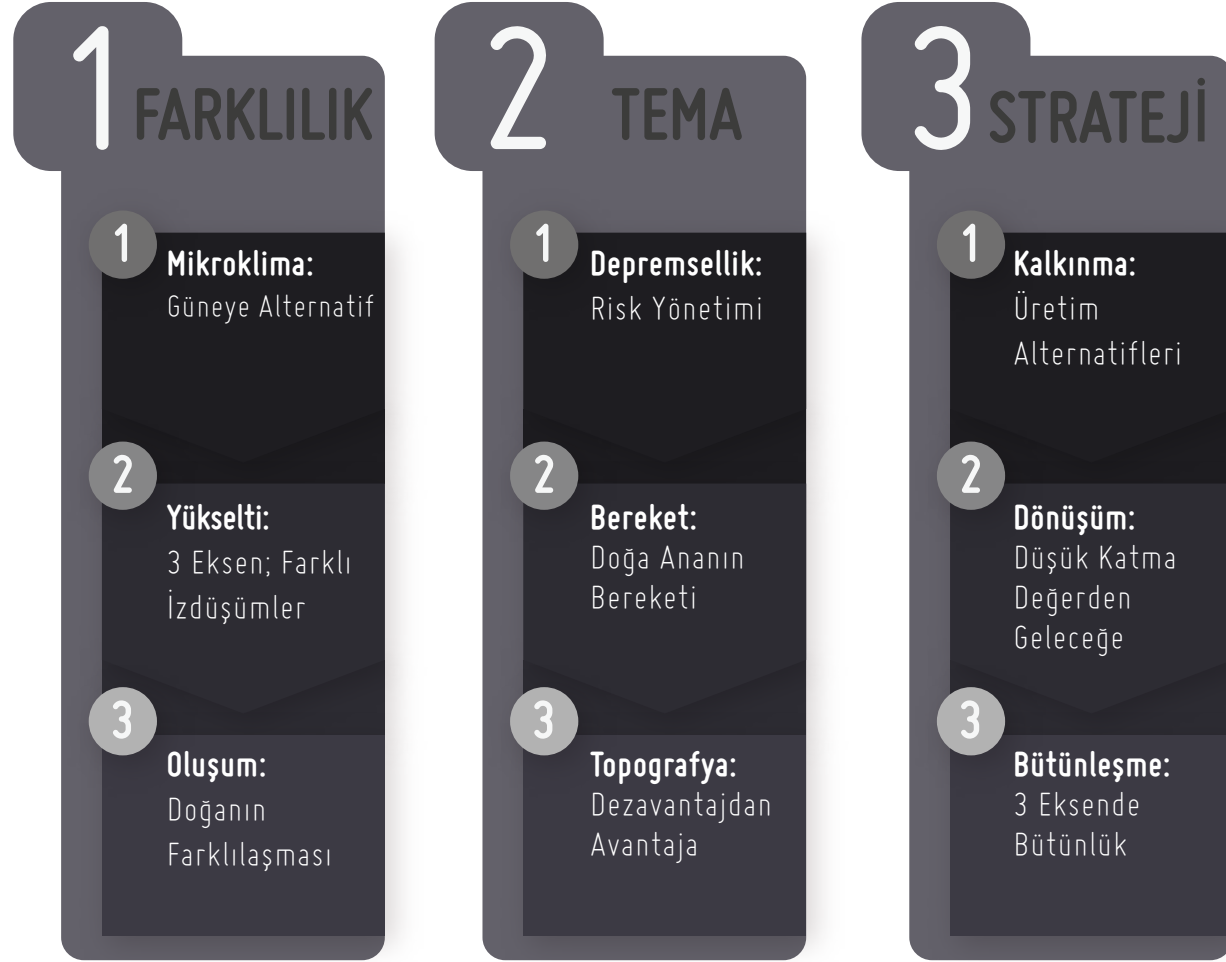 1 FARKLILIK
1
Mikroklima:
Güneye Alternatif
2
Yükselti:
3 Eksen; Farklı
İzdüşümler
3
Oluşum:
Doğanın
Farklılaşması
2 TEMA
1
Depremsellik:
Risk Yönetimi
2
Bereket:
Doğa Ananın
Bereketi
3
Topografya:
Dezavantajdan
Avantaja
3 STRATEJİ
1
Kalkınma:
Üretim
Alternatifleri
2
Dönüşüm:
Düşük Katma
Değerden
Geleceğe
3
Bütünleşme:
3 Eksende
Bütünlük